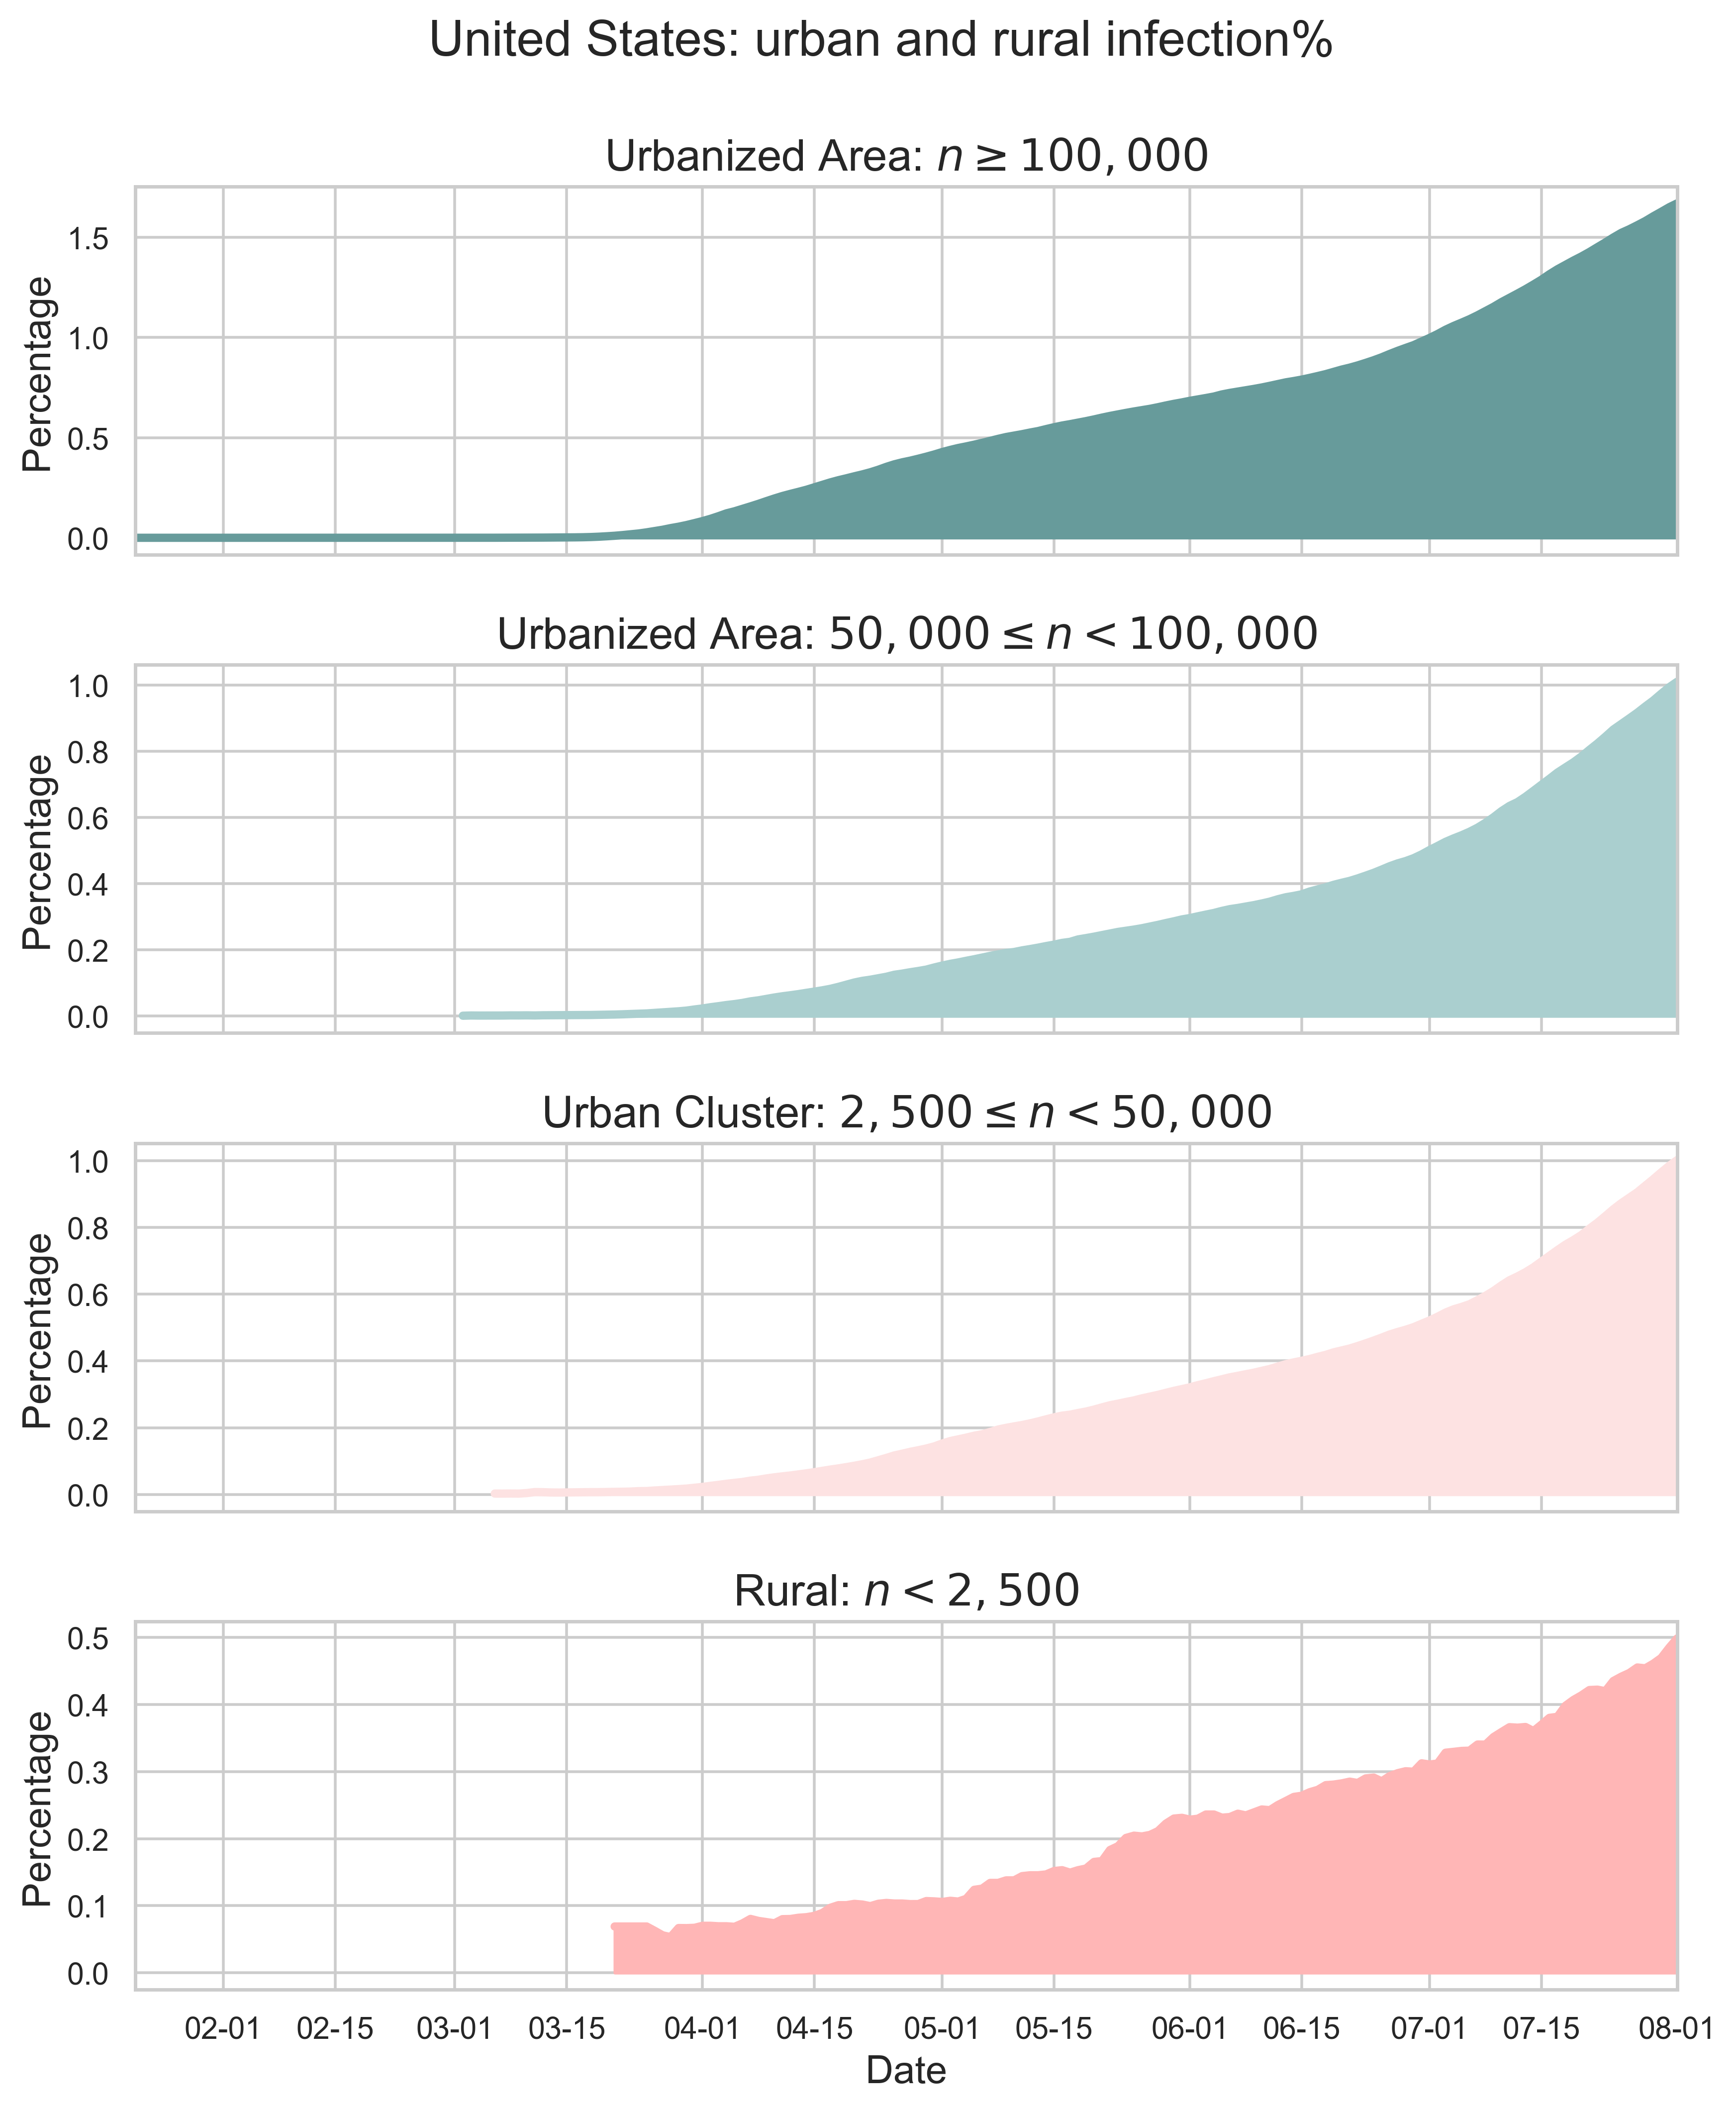 United States: urban and rural infection%
Urbanized Area: n ≥ 100, 000
Percentage
1.5
1.0
0.5
0.0
Urbanized Area: 50, 000 ≤ n < 100, 000
Percentage
1.0
0.8
0.6
0.4
0.2
0.0
Urban Cluster: 2, 500 ≤ n < 50, 000
Percentage
1.0
0.8
0.6
0.4
0.2
0.0
Rural: n < 2, 500
Percentage
0.5
0.4
0.3
0.2
0.1
0.0
02-01 02-15 03-01 03-15 04-01 04-15 05-01 05-15 06-01 06-15 07-01 07-15 08-01
Date